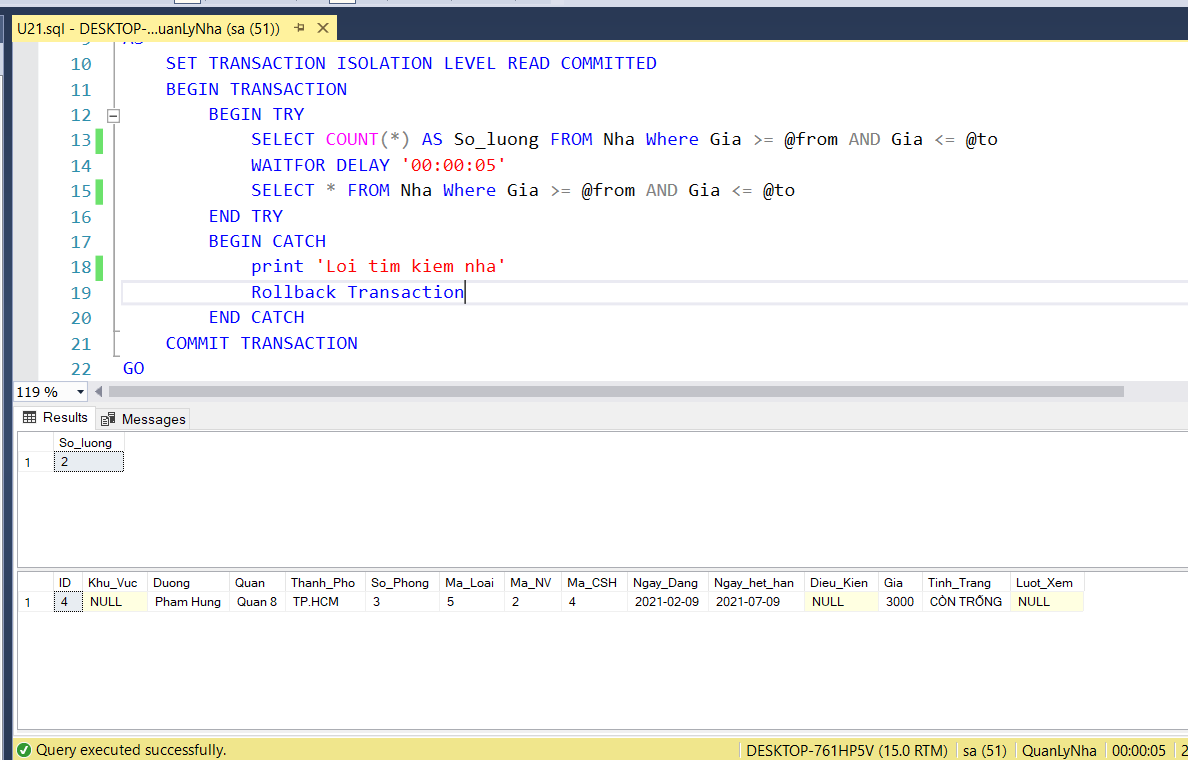 U21.sql - DESKTOP-...uanLyNha (sa (51))
10 SET TRANSACTION ISOLATION LEVEL READ COMMITTED
11 BEGIN TRANSACTION
12 BEGIN TRY
13 SELECT COUNT(*) AS So_luong FROM Nha Where Gia >= @from AND Gia <= @to
14 WAITFOR DELAY '00:00:05'
15 SELECT * FROM Nha Where Gia >= @from AND Gia <= @to
16 END TRY
17 BEGIN CATCH
18 print 'Loi tim kiem nha'
19 Rollback Transaction
20 END CATCH
21 COMMIT TRANSACTION
22 GO
119 %
Results Messages
So_luong
1 2
ID Khu_Vuc Duong Quan Thanh_Pho So_Phong Ma_Loai Ma_NV Ma_CSH Ngay_Dang Ngay_het_han Dieu_Kien Gia Tinh_Trang Luot_Xem
1 4 NULL Pham Hung Quan 8 TP.HCM 3 5 2 4 2021-02-09 2021-07-09 NULL 3000 CÒN TRỐNG NULL
Query executed successfully. DESKTOP-761HP5V (15.0 RTM) sa (51) QuanLyNha 00:00:05 2